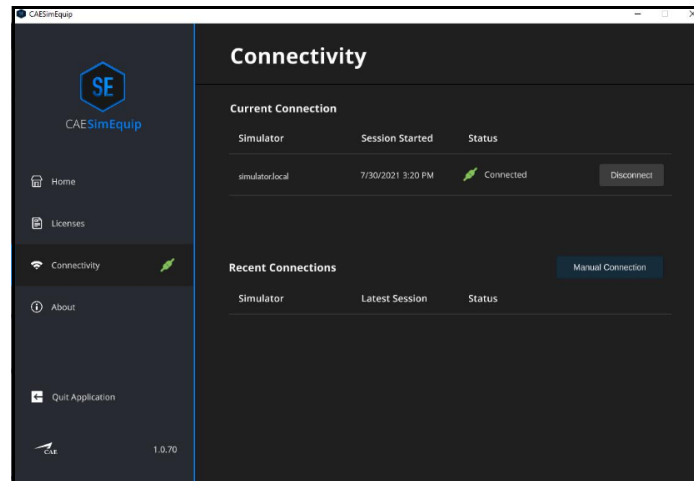 CAESimEquip
SE
CAESimEquip
Home
Licenses
Connectivity
About
Quit Application
CAE
1.0.70
Connectivity
Current Connection
Simulator Session Started Status
simulator.local 7/30/2021 3:20 PM Connected Disconnect
Recent Connections Manual Connection
Simulator Latest Session Status